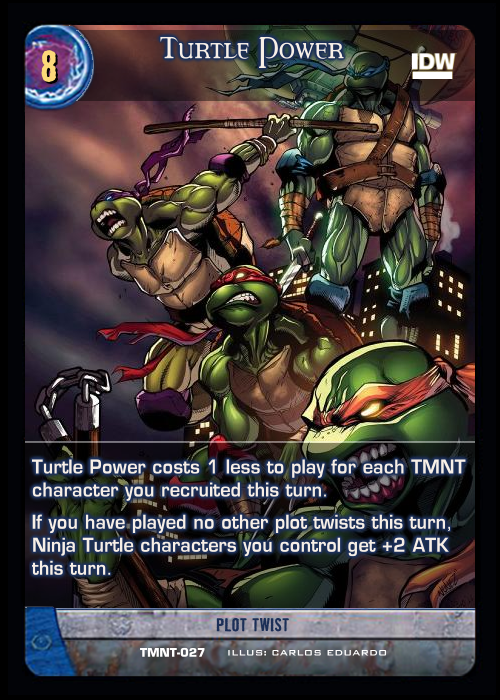 8
Turtle Power
IDW
Turtle Power costs 1 less to play for each TMNT
character you recruited this turn.
If you have played no other plot twists this turn,
Ninja Turtle characters you control get +2 ATK
this turn.
PLOT TWIST
TMNT-027 ILLUS: CARLOS EDUARDO